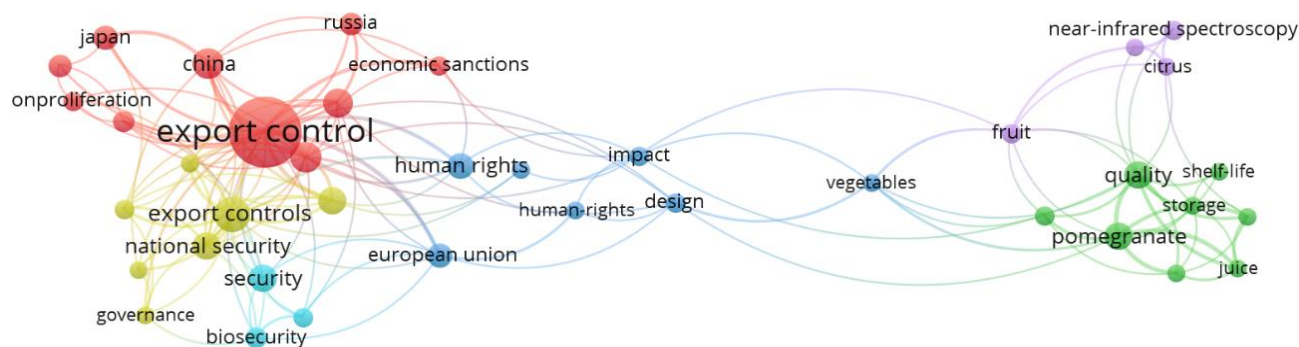 russia
near-infrared spectroscopy
japan
china
economic sanctions
citrus
onproliferation
export control
fruit
impact
human rights
quality
shelf-life
vegetables
export controls
human-rights
design
storage
national security
pomegranate
european union
security
juice
governance
biosecurity